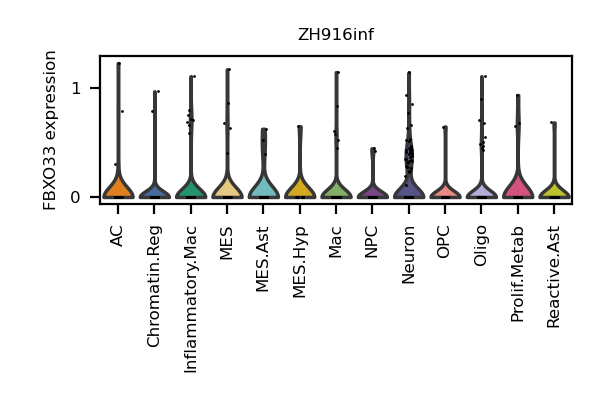 ZH916inf
FBXO33 expression
1
0
AC
Chromatin.Reg
Inflammatory.Mac
MES
MES.Ast
MES.Hyp
Mac
NPC
Neuron
OPC
Oligo
Prolif.Metab
Reactive.Ast